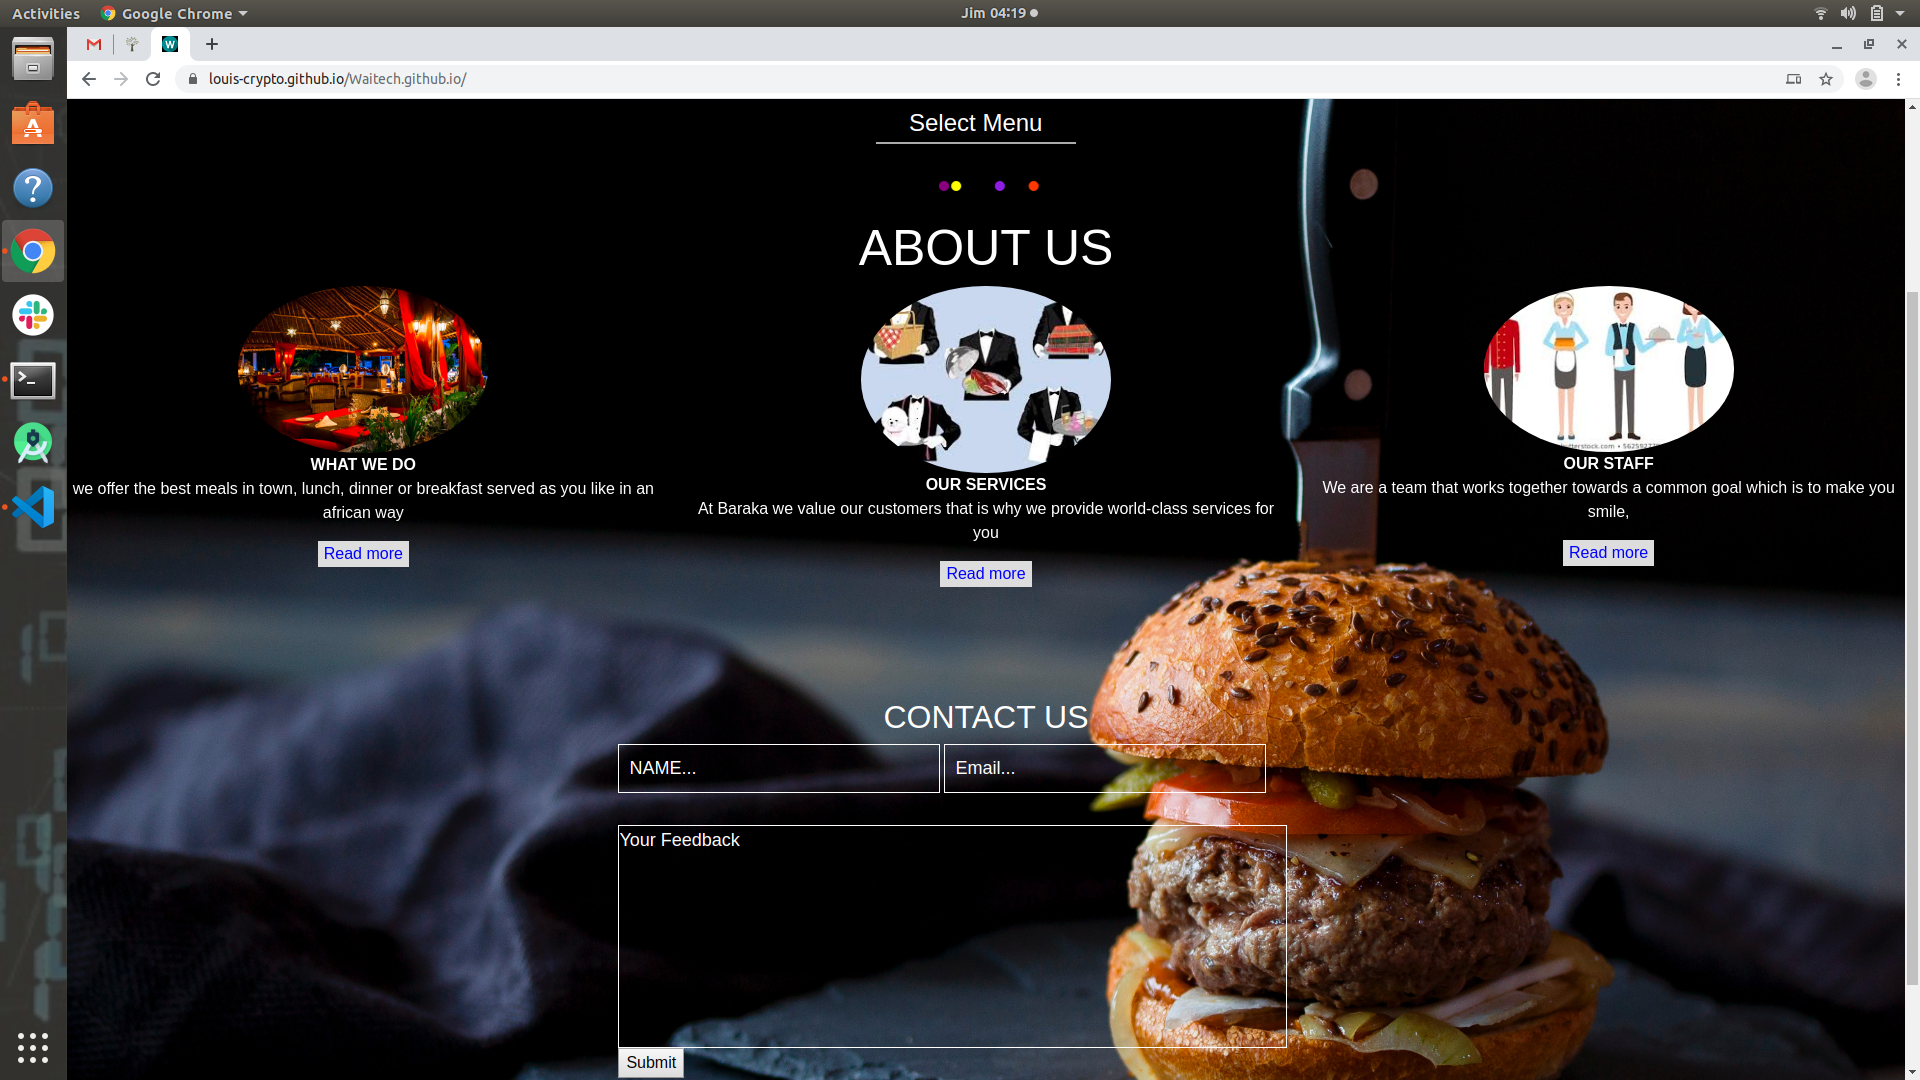 Activities
Google Chrome
Jim 04:19
W
louis-crypto.github.io/Waitech.github.io/
Select Menu
ABOUT US
WHAT WE DO
we offer the best meals in town, lunch, dinner or breakfast served as you like in an
african way
Read more
OUR SERVICES
At Baraka we value our customers that is why we provide world-class services for
you
Read more
OUR STAFF
We are a team that works together towards a common goal which is to make you
smile,
Read more
CONTACT US
NAME...
Email...
Your Feedback
Submit